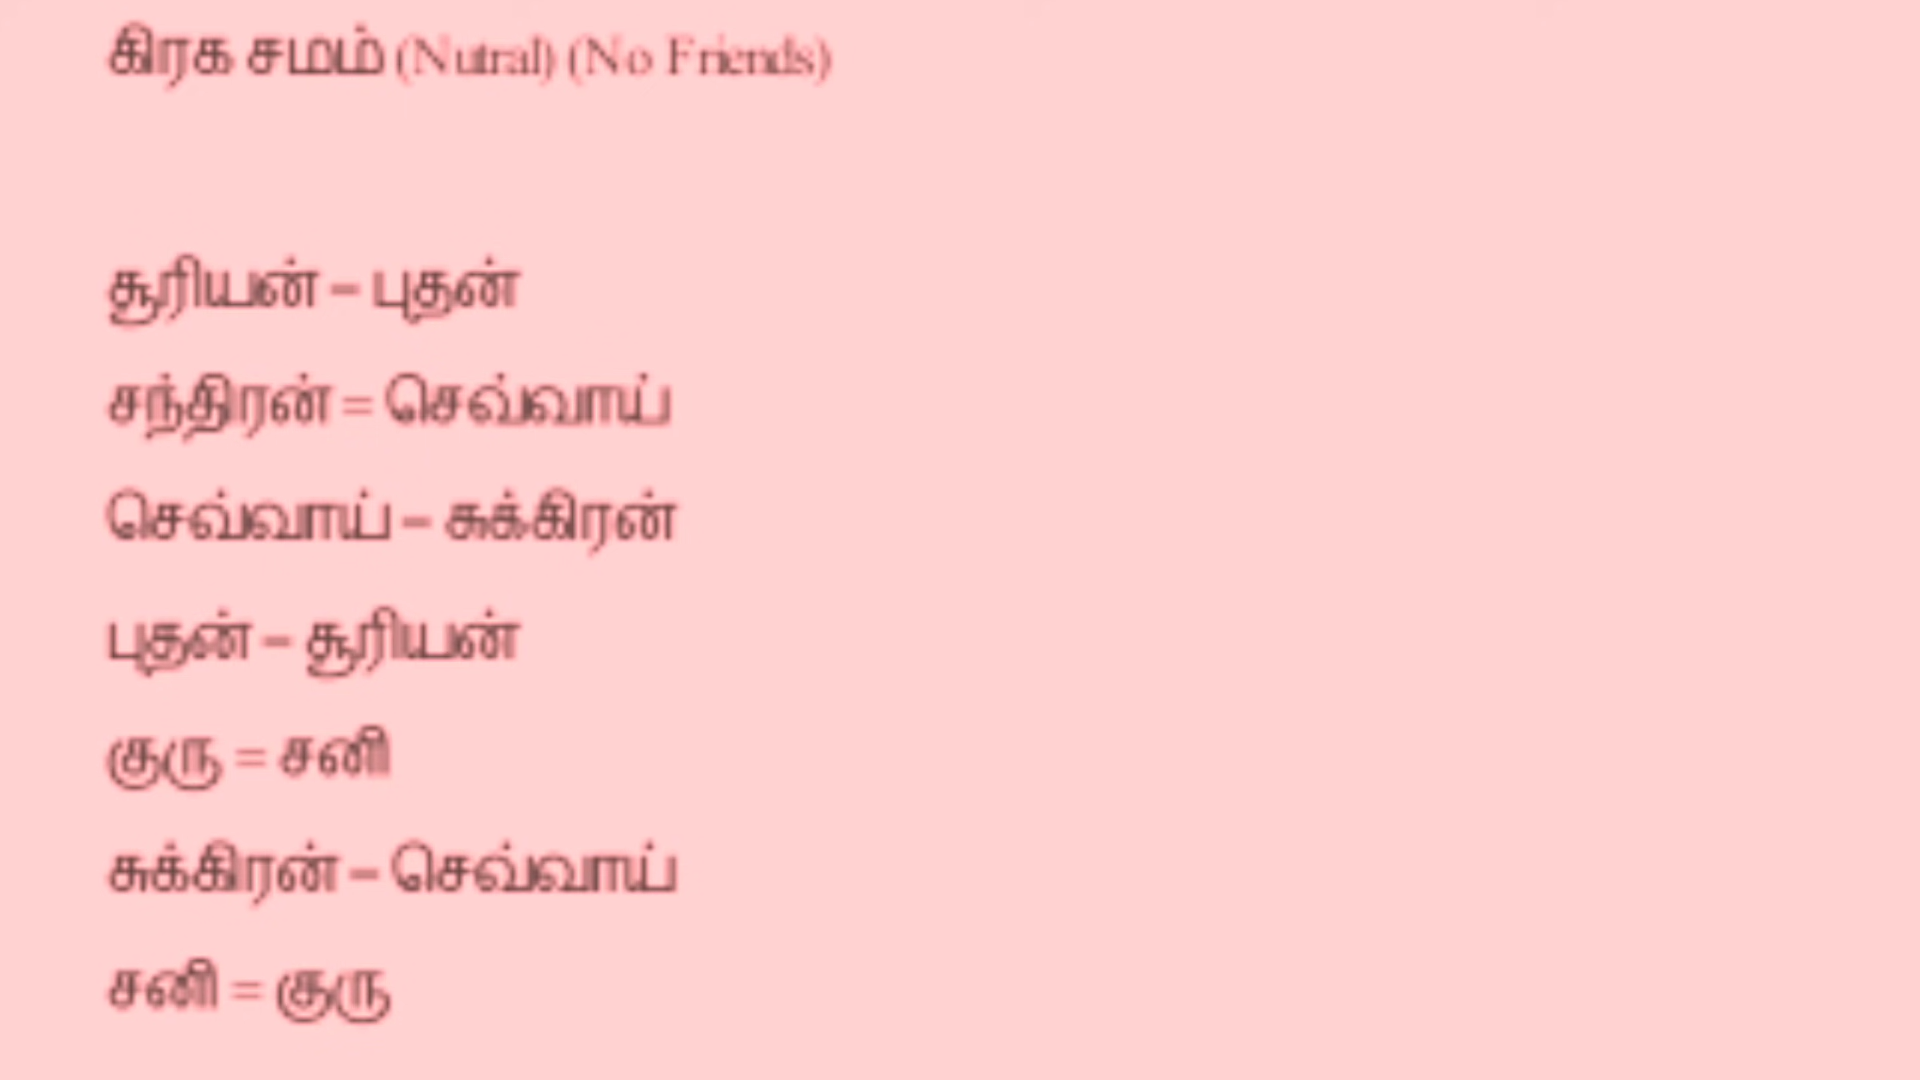 கிரக சமம் (Nutral) (No Friends)
சூரியன் – புதன்
சந்திரன் = செவ்வாய்
செவ்வாய் – சுக்கிரன்
புதன் – சூரியன்
குரு = சனி
சுக்கிரன் – செவ்வாய்
சனி = குரு